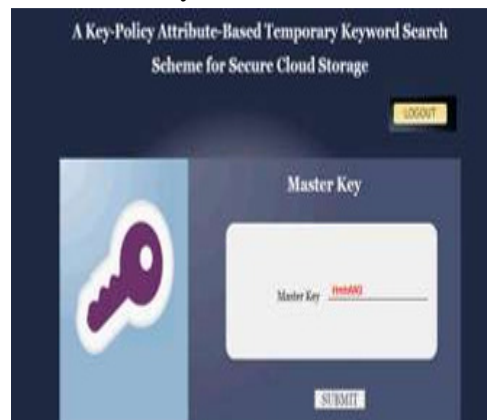 A Key-Policy Attribute-Based Temporary Keyword Search
Scheme for Secure Cloud Storage
LOGOUT
Master Key
Master Key
SUBMIT